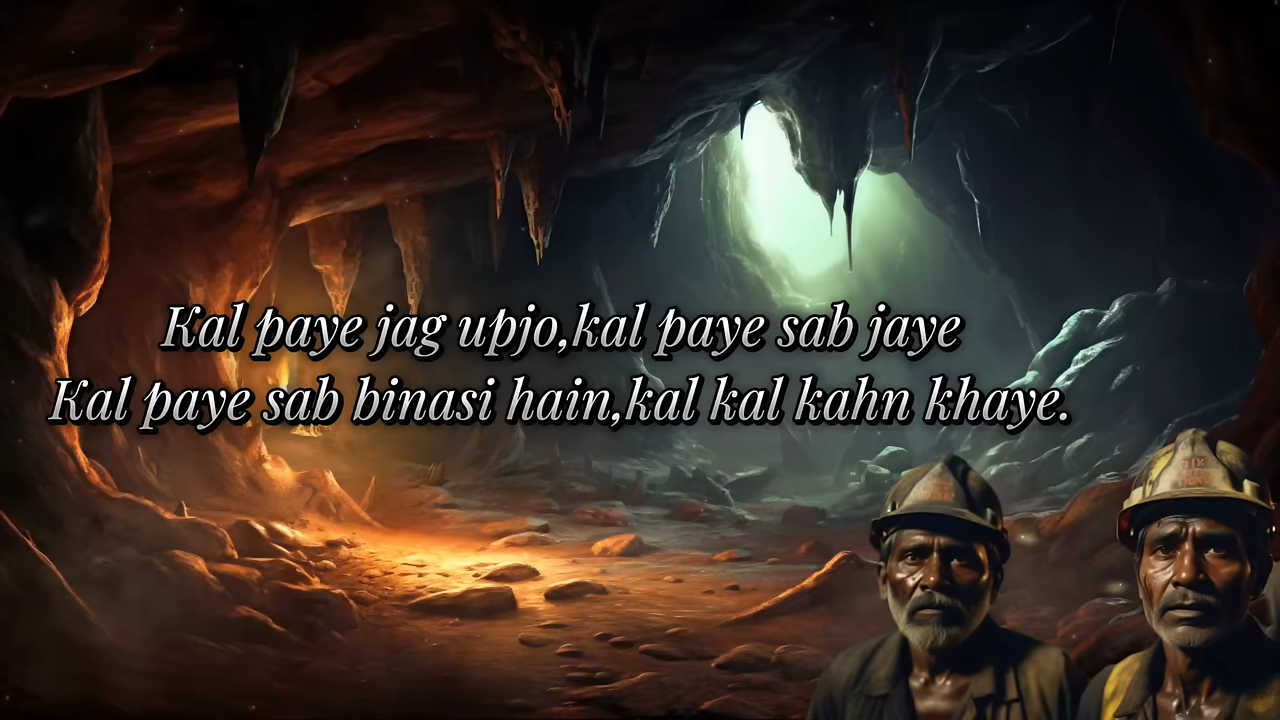 Kal paye jag upjo,kal paye sab jaye
Kal paye sab binasi hain,kal kal kahn khaye.